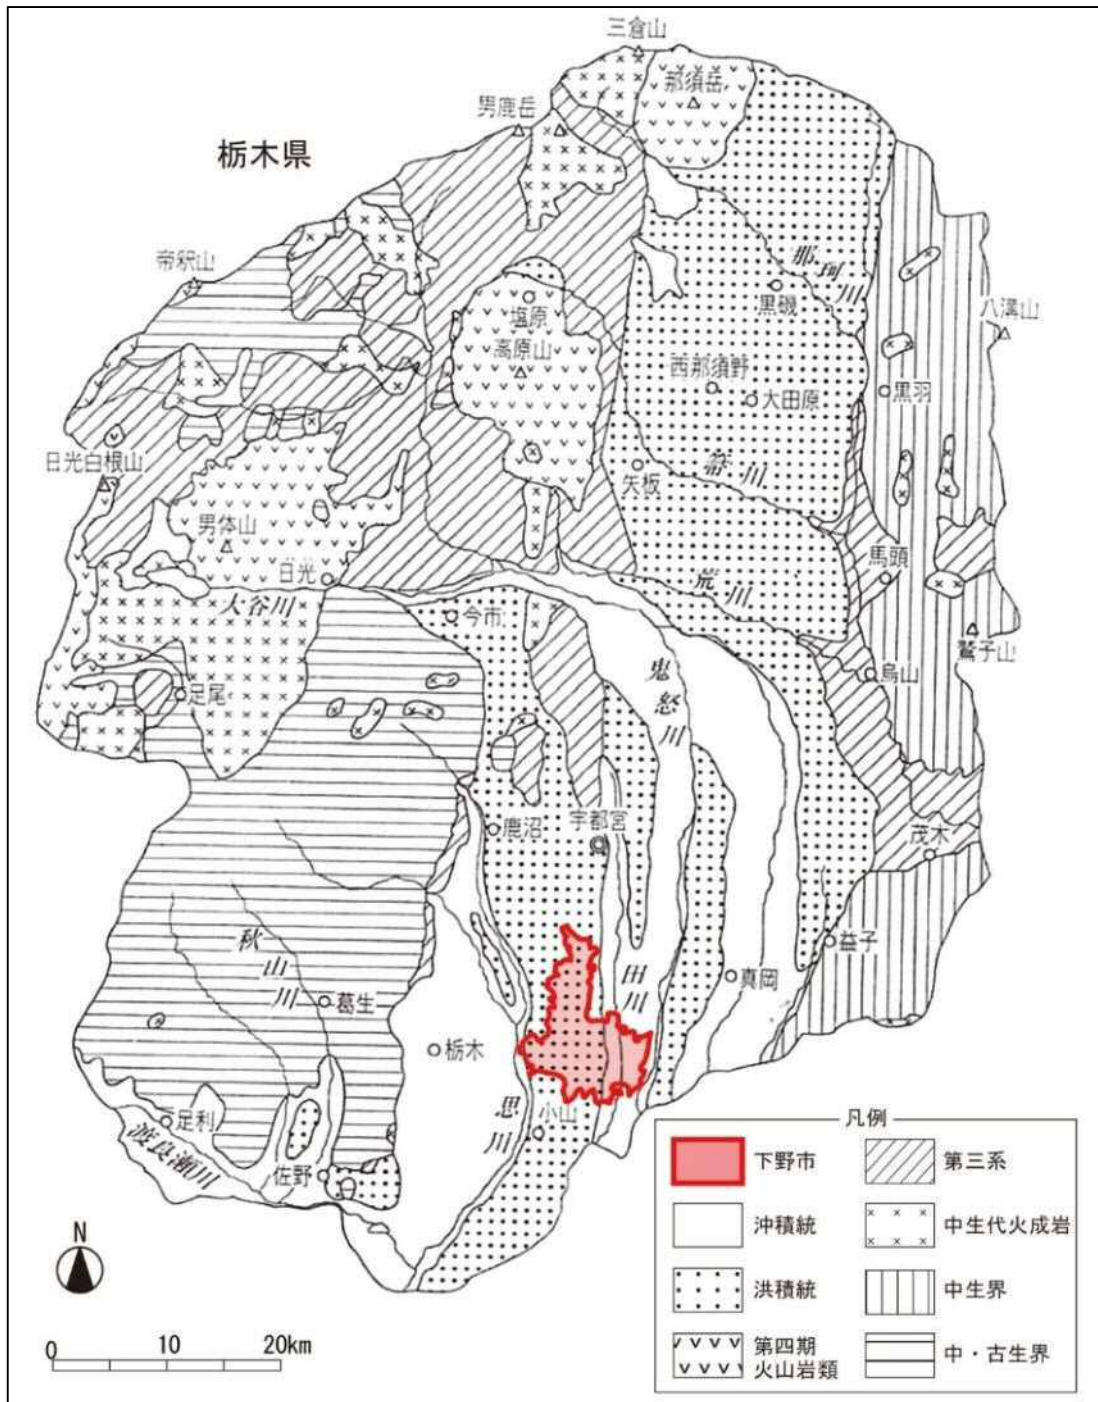 三倉山
那須岳
男鹿岳
栃木県
帝釈山
那珂川
塩原
黒磯
八溝山
高原山
西那須野
大田原
黒羽
日光白根山
矢板
箒川
男体山
日光
馬頭
大谷川
今市
荒川
鷲子山
鬼怒川
烏山
足尾
鹿沼
宇都宮
茂木
秋山川
益子
田川
真岡
葛生
栃木
思川
小山
足利
渡良瀬川
佐野
凡例
下野市
第三系
沖積統
中生代火成岩
洪積統
中生界
第四期
火山岩類
中・古生界
N
0 10 20km